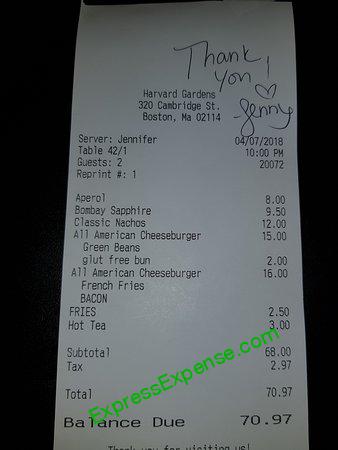 Thank
you!
Harvard Gardens
320 Cambridge St.
Boston, Ma 02114
Jenny
Server: Jennifer 04/07/2018
Table 42/1 10:00 PM
Guests: 2 20072
Reprint #: 1
Aperol 8.00
Bombay Sapphire 9.50
Classic Nachos 12.00
All American Cheeseburger 15.00
Green Beans
glut free bun 2.00
All American Cheeseburger 16.00
French Fries
BACON
FRIES 2.50
Hot Tea 3.00
Subtotal 68.00
Tax 2.97
Total 70.97
Balance Due 70.97
Thank you for visiting us!
ExpressExpense.com